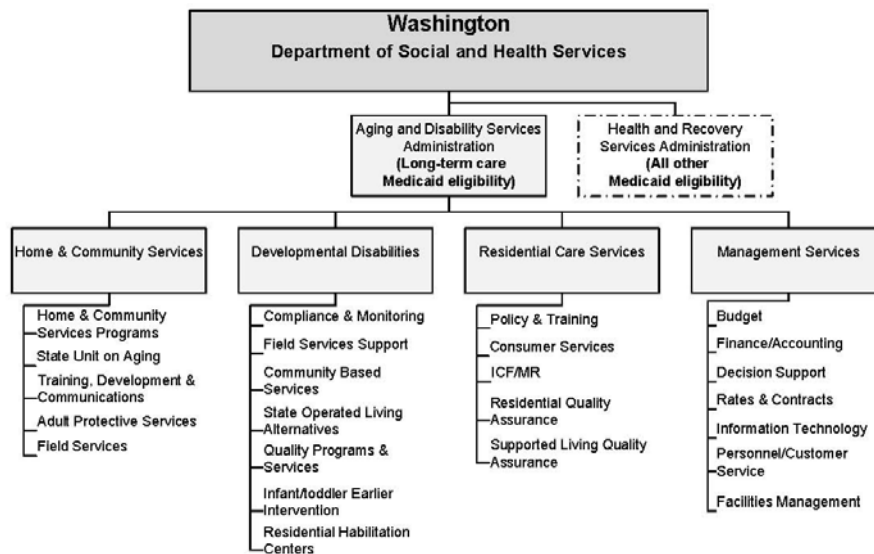 Washington
Department of Social and Health Services
Aging and Disability Services
Administration
(Long-term care
Medicaid eligibility)
Health and Recovery
Services Administration
(All other
Medicaid eligibility)
Home & Community Services
Home & Community
Services Programs
State Unit on Aging
Training, Development &
Communications
Adult Protective Services
Field Services
Developmental Disabilities
Compliance & Monitoring
Field Services Support
Community Based
Services
State Operated Living
Alternatives
Quality Programs &
Services
Infant/toddler Earlier
Intervention
Residential Habilitation
Centers
Residential Care Services
Policy & Training
Consumer Services
ICF/MR
Residential Quality
Assurance
Supported Living Quality
Assurance
Management Services
Budget
Finance/Accounting
Decision Support
Rates & Contracts
Information Technology
Personnel/Customer
Service
Facilities Management